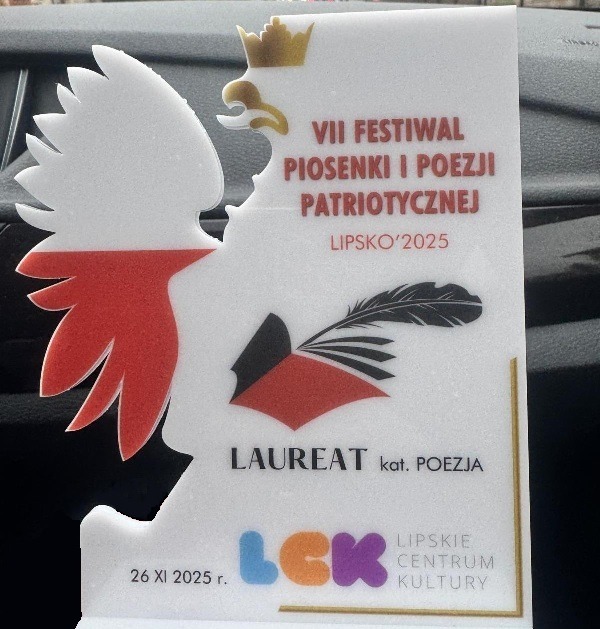 VII FESTIWAL
PIOSENKI I POEZJI
PATRIOTYCZNEJ
LIPSKO'2025
LAUREAT kat. POEZJA
26 XI 2025 r.
LCK
LIPSKIE
CENTRUM
KULTURY